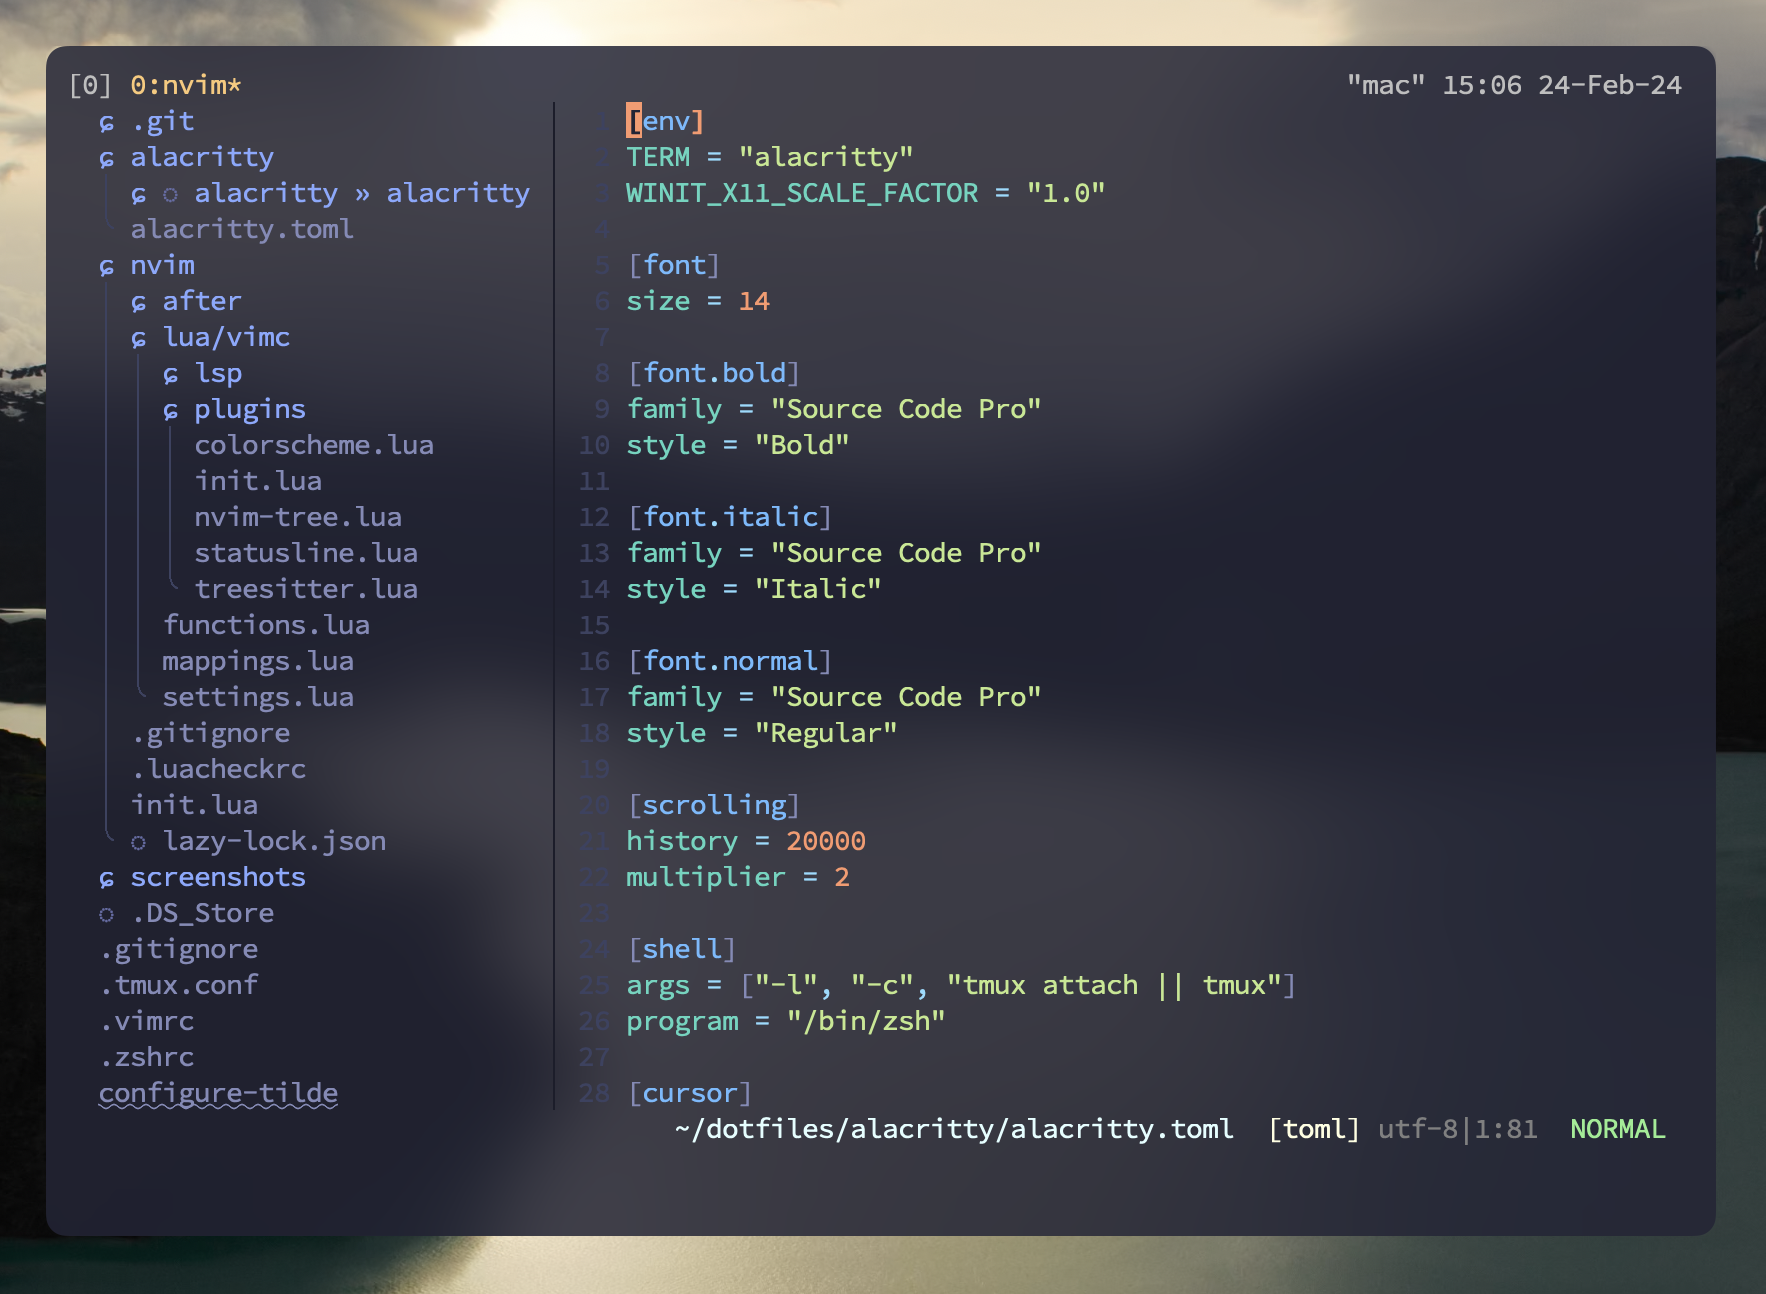 [0] 0:nvim* "mac" 15:06 24-Feb-24
.git
alacritty
alacritty » alacritty
alacritty.toml
nvim
after
lua/vimc
lsp
plugins
colorscheme.lua
init.lua
nvim-tree.lua
statusline.lua
treesitter.lua
functions.lua
mappings.lua
settings.lua
.gitignore
.luacheckrc
init.lua
lazy-lock.json
screenshots
.DS_Store
.gitignore
.tmux.conf
.vimrc
.zshrc
configure-tilde
1 [env]
2 TERM = "alacritty"
3 WINIT_X11_SCALE_FACTOR = "1.0"
4
5 [font]
6 size = 14
7
8 [font.bold]
9 family = "Source Code Pro"
10 style = "Bold"
11
12 [font.italic]
13 family = "Source Code Pro"
14 style = "Italic"
15
16 [font.normal]
17 family = "Source Code Pro"
18 style = "Regular"
19
20 [scrolling]
21 history = 20000
22 multiplier = 2
23
24 [shell]
25 args = ["-l", "-c", "tmux attach || tmux"]
26 program = "/bin/zsh"
27
28 [cursor]
~/dotfiles/alacritty/alacritty.toml [toml] utf-8|1:81 NORMAL